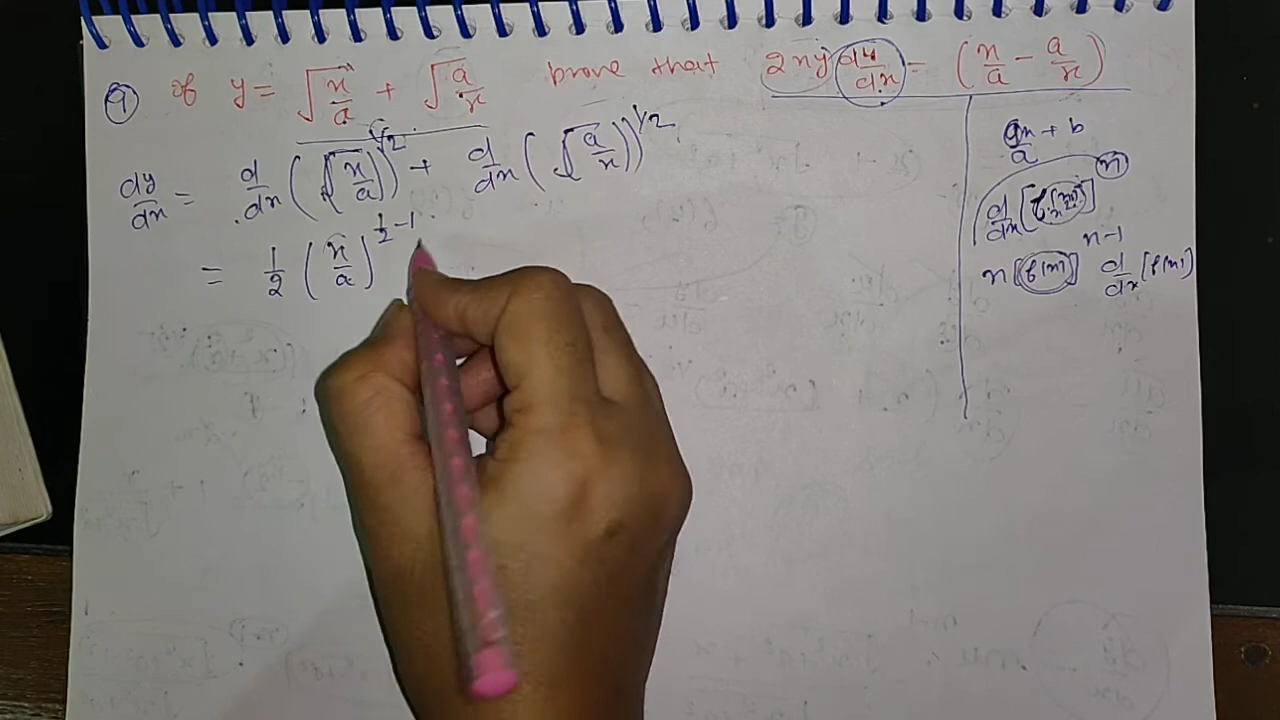 9 If y = √(x/a) + √(a/x) prove that 2xy dy/dx = (x/a - a/x)
dy/dx = d/dx (√(x/a))^1/2 + d/dx (√(a/x))^1/2
= 1/2 (x/a)^1/2-1
ax + b
a
n
d/dx [f(x)]
n[f(x)]^n-1 d/dx [f(x)]